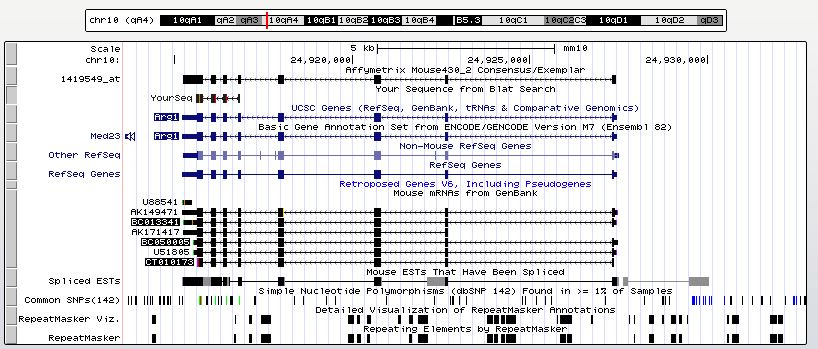 chr10 (qA4) 10qA1 qA2 qA3 10qA4 10qB1 10qB2 10qB3 10qB4 B5.3 10qC1 10qC2 C3 10qD1 10qD2 qD3
Scale 5 kb mm10
chr10: 24,920,000 24,925,000 24,930,000
Affymetrix Mouse430_2 Consensus/Exemplar
1419549_at
Your Sequence from Blat Search
YourSeq
UCSC Genes (RefSeq, GenBank, tRNAs & Comparative Genomics)
Arg1
Basic Gene Annotation Set from ENCODE/GENCODE Version M7 (Ensembl 82)
Med23 Arg1
Non-Mouse RefSeq Genes
Other RefSeq
RefSeq Genes
RefSeq Genes
Retroposed Genes V6, Including Pseudogenes
Mouse mRNAs from GenBank
U88541
AK149471
BC013341
AK171417
BC050005
U51805
CT010173
Mouse ESTs That Have Been Spliced
Spliced ESTs
Simple Nucleotide Polymorphisms (dbSNP 142) Found in >= 1% of Samples
Common SNPs(142)
Detailed Visualization of RepeatMasker Annotations
RepeatMasker Viz.
Repeating Elements by RepeatMasker
RepeatMasker